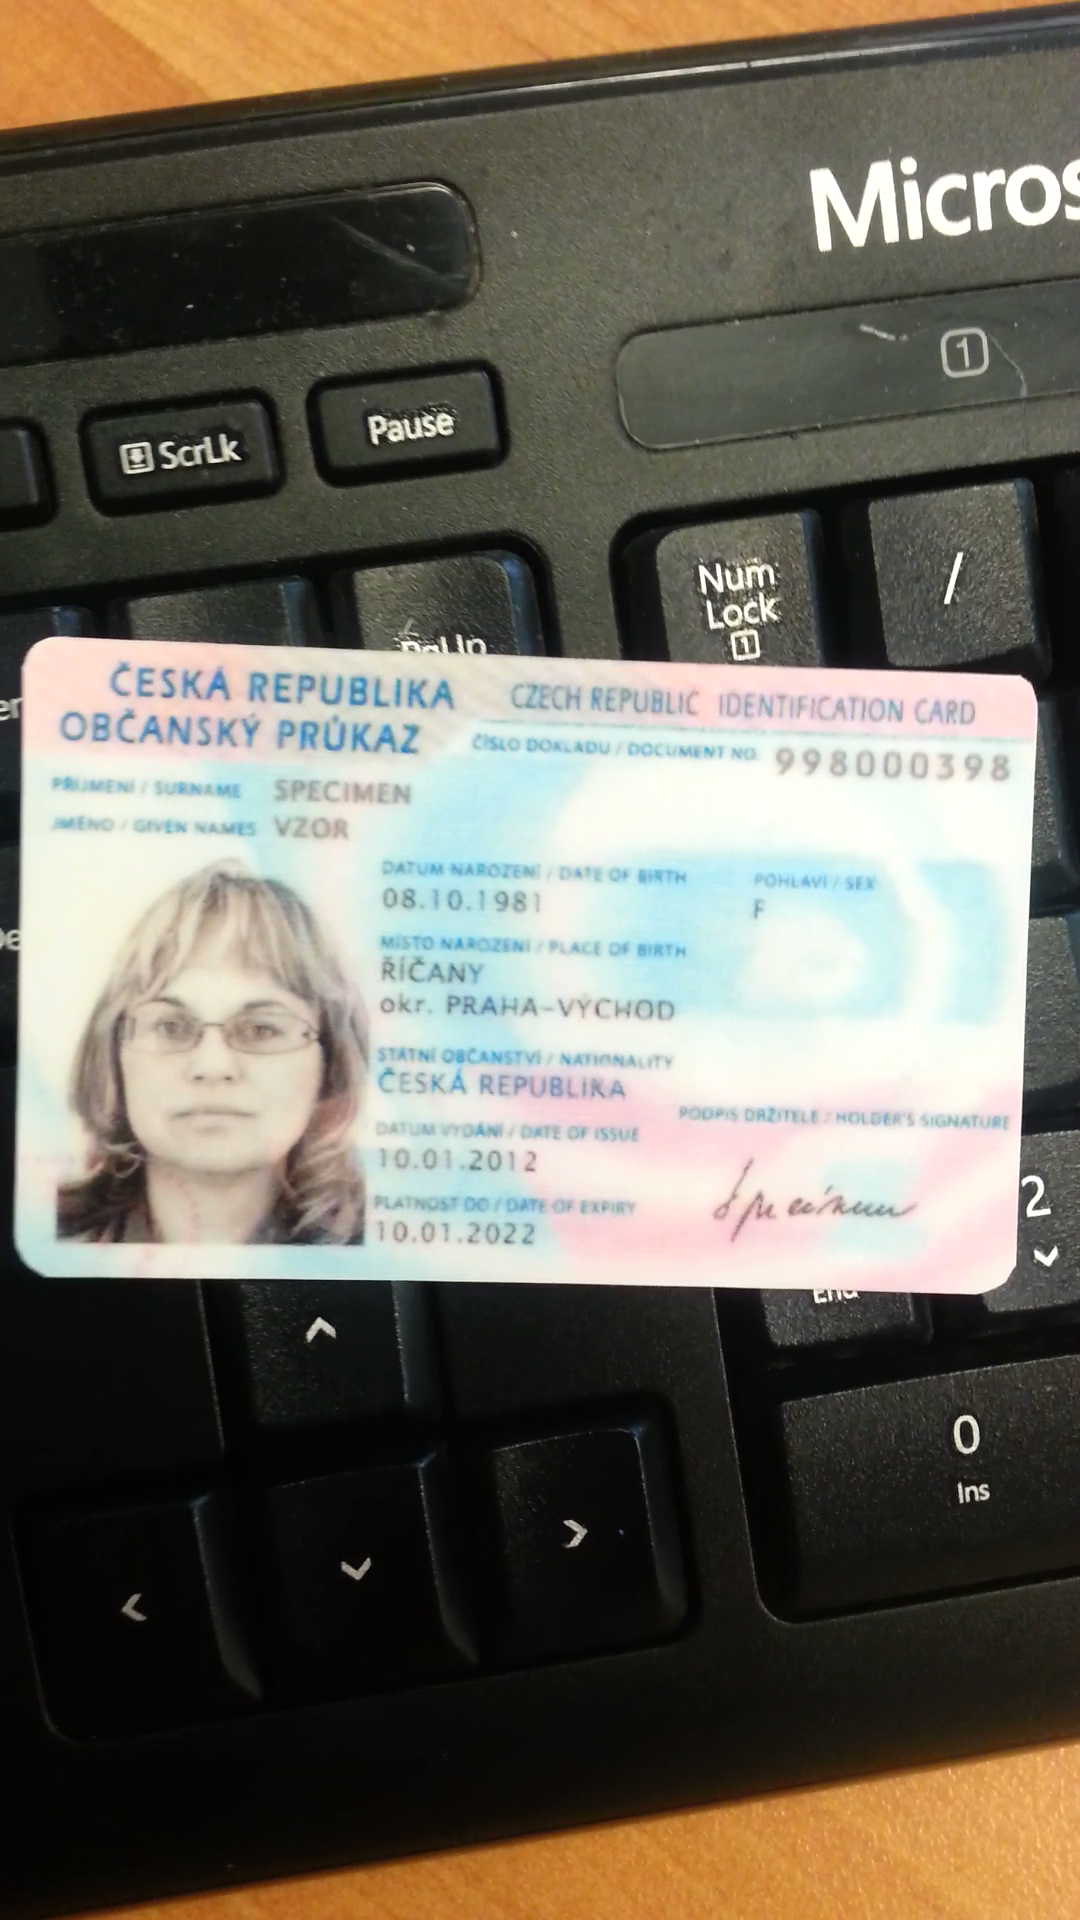 Micros
1
ScrLk
Pause
Num
Lock
1
/
PgUp
ČESKÁ REPUBLIKA
OBČANSKÝ PRŮKAZ
CZECH REPUBLIC IDENTIFICATION CARD
ČÍSLO DOKLADU / DOCUMENT NO. 998000398
PŘÍJMENÍ / SURNAME SPECIMEN
JMÉNO / GIVEN NAMES VZOR
DATUM NAROZENÍ / DATE OF BIRTH
08.10.1981
POHLAVÍ / SEX
F
MÍSTO NAROZENÍ / PLACE OF BIRTH
ŘÍČANY
okr. PRAHA-VÝCHOD
STÁTNÍ OBČANSTVÍ / NATIONALITY
ČESKÁ REPUBLIKA
DATUM VYDÁNÍ / DATE OF ISSUE
10.01.2012
PLATNOST DO / DATE OF EXPIRY
10.01.2022
PODPIS DRŽITELE / HOLDER'S SIGNATURE
Specimen
2
End
0
Ins